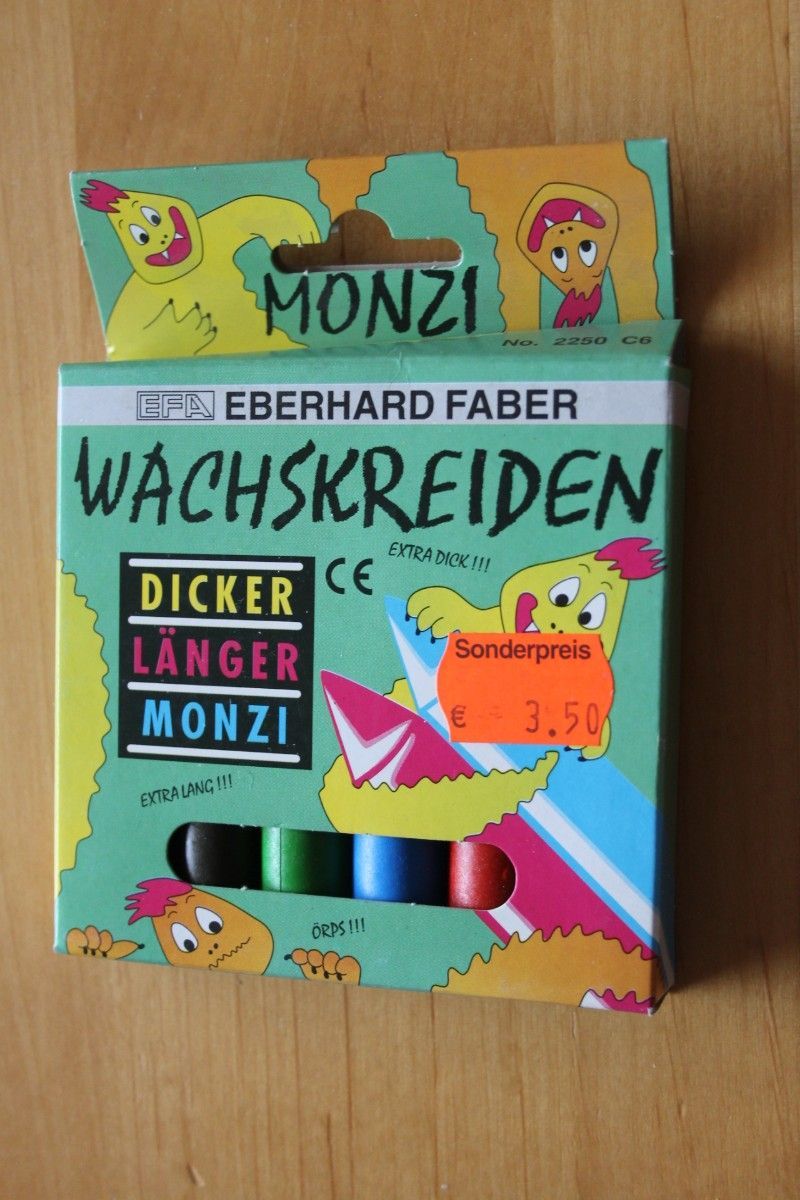 MONZI
No. 2250 C6
EFA EBERHARD FABER
WACHSKREIDEN
EXTRA DICK!!!
CE
DICKER
LÄNGER
MONZI
Sonderpreis
€ - 3.50
EXTRA LANG!!!
ÖRPS!!!